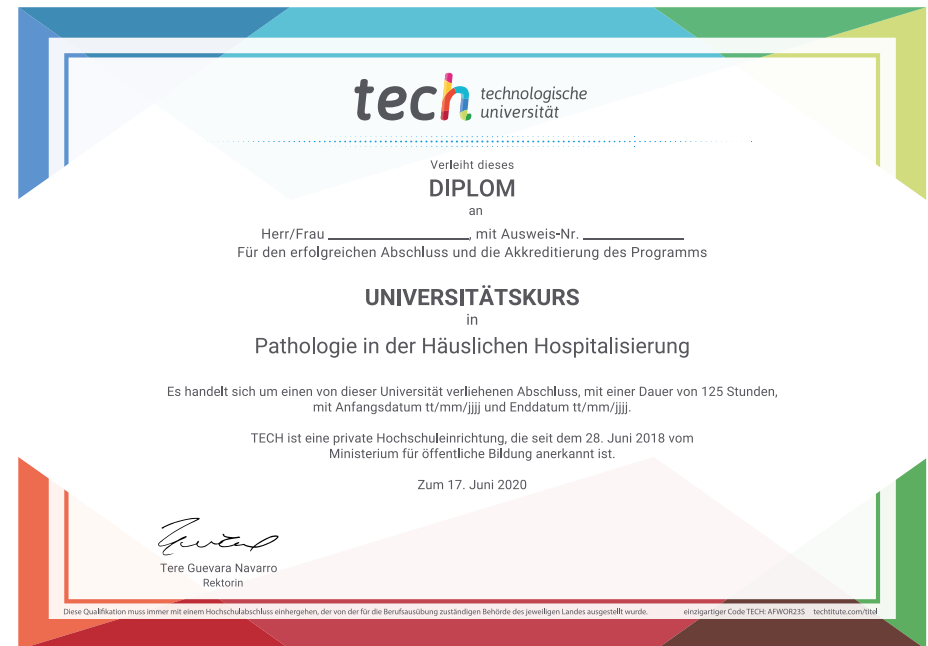 tech technologische
universität
Verleiht dieses
DIPLOM
an
Herr/Frau ____________________, mit Ausweis-Nr. ______________
Für den erfolgreichen Abschluss und die Akkreditierung des Programms
UNIVERSITÄTSKURS
in
Pathologie in der Häuslichen Hospitalisierung
Es handelt sich um einen von dieser Universität verliehenen Abschluss, mit einer Dauer von 125 Stunden,
mit Anfangsdatum tt/mm/jjjj und Enddatum tt/mm/jjjj.
TECH ist eine private Hochschuleinrichtung, die seit dem 28. Juni 2018 vom
Ministerium für öffentliche Bildung anerkannt ist.
Zum 17. Juni 2020
Tere Guevara Navarro
Rektorin
Diese Qualifikation muss immer mit einem Hochschulabschluss einhergehen, der von der für die Berufsausübung zuständigen Behörde des jeweiligen Landes ausgestellt wurde. einzigartiger Code TECH: AFWOR23S techtitute.com/titel